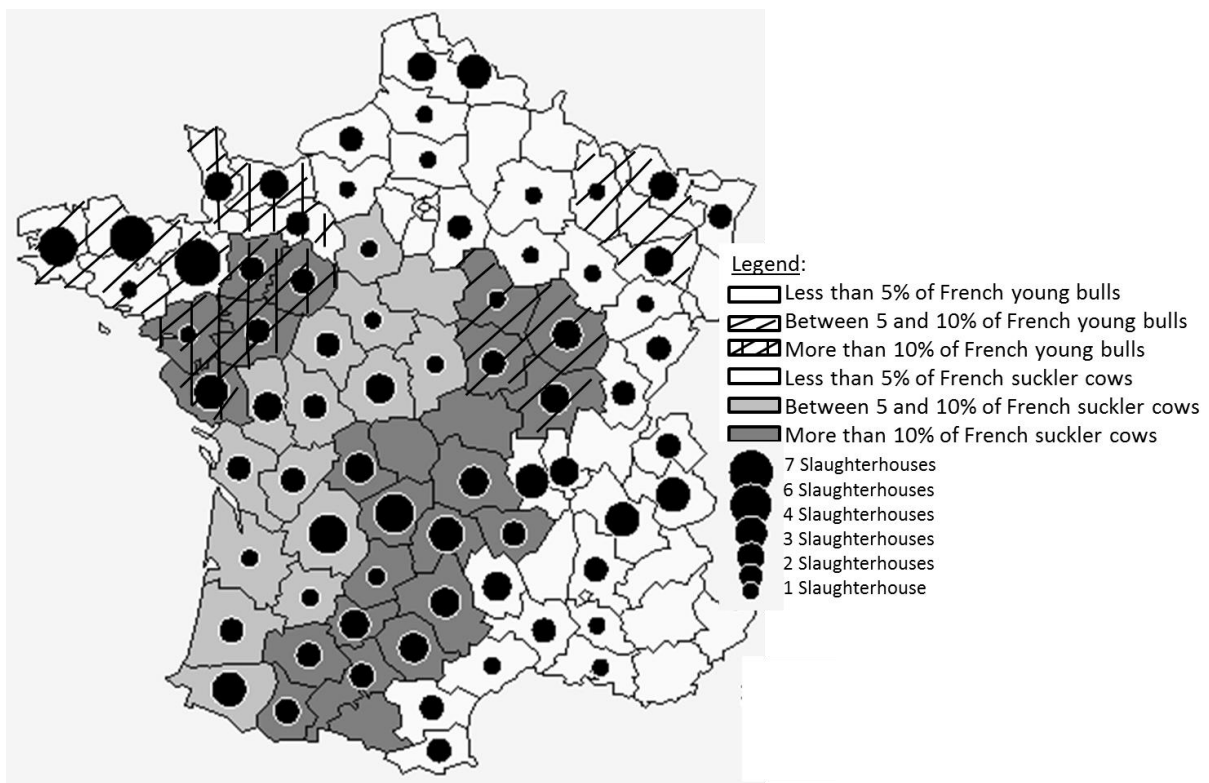 Legend:
Less than 5% of French young bulls
Between 5 and 10% of French young bulls
More than 10% of French young bulls
Less than 5% of French suckler cows
Between 5 and 10% of French suckler cows
More than 10% of French suckler cows
7 Slaughterhouses
6 Slaughterhouses
4 Slaughterhouses
3 Slaughterhouses
2 Slaughterhouses
1 Slaughterhouse